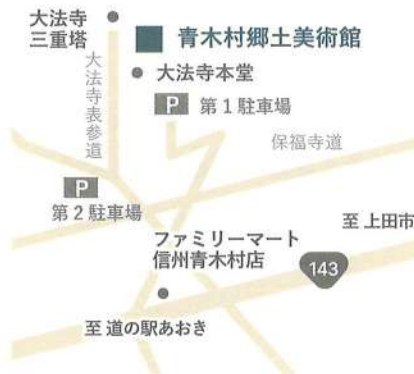 大法寺
三重塔
青木村郷土美術館
大法寺本堂
大法寺表参道
P 第1駐車場
保福寺道
P
第2駐車場
至 上田市
ファミリーマート
信州青木村店
143
至 道の駅あおき